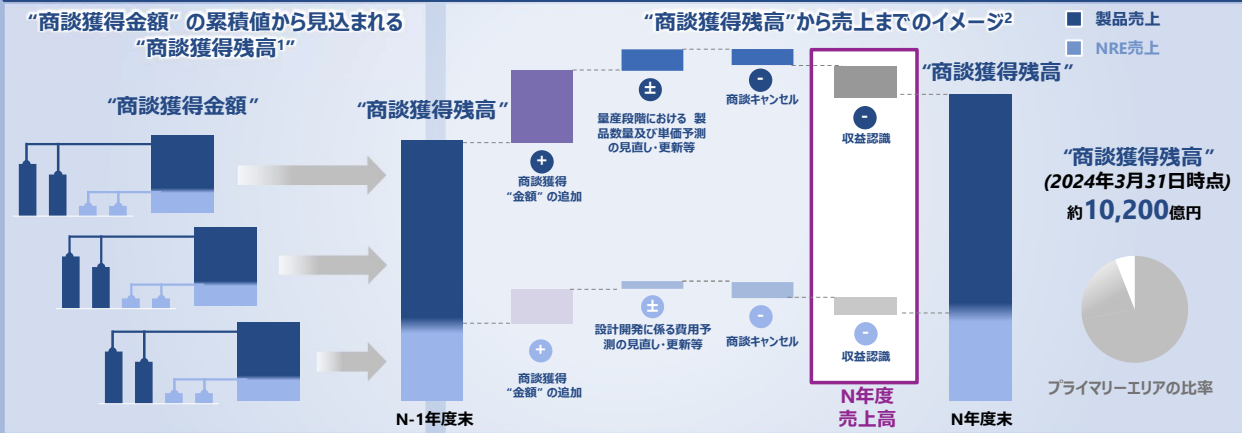 “商談獲得金額” の累積値から見込まれる
“商談獲得残高¹”
“商談獲得残高”から売上までのイメージ²
製品売上
NRE売上
“商談獲得金額”
“商談獲得残高”
+
商談獲得
“金額” の追加
±
量産段階における 製
品数量及び単価予測
の見直し・更新等
-
商談キャンセル
-
収益認識
“商談獲得残高”
+
商談獲得
“金額” の追加
±
設計開発に係る費用予
測の見直し・更新等
-
商談キャンセル
-
収益認識
N-1年度末
N年度
売上高
N年度末
“商談獲得残高”
(2024年3月31日時点)
約10,200億円
プライマリーエリアの比率